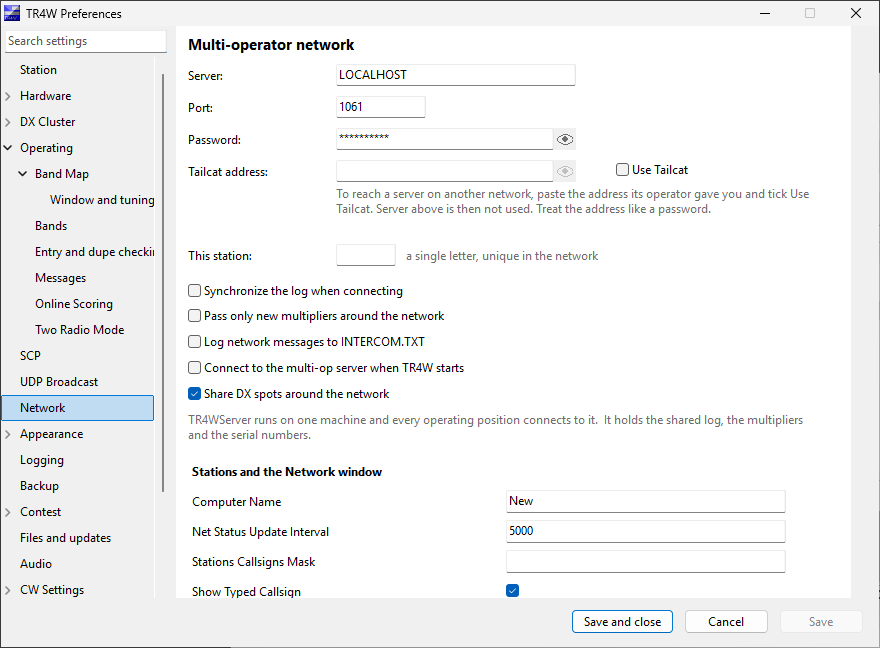 TR4W Preferences
Search settings
Station
Hardware
DX Cluster
Operating
Band Map
Window and tuning
Bands
Entry and dupe checkin
Messages
Online Scoring
Two Radio Mode
SCP
UDP Broadcast
Network
Appearance
Logging
Backup
Contest
Files and updates
Audio
CW Settings
Multi-operator network
Server: LOCALHOST
Port: 1061
Password: **********
Tailcat address: Use Tailcat
To reach a server on another network, paste the address its operator gave you and tick Use
Tailcat. Server above is then not used. Treat the address like a password.
This station: a single letter, unique in the network
Synchronize the log when connecting
Pass only new multipliers around the network
Log network messages to INTERCOM.TXT
Connect to the multi-op server when TR4W starts
Share DX spots around the network
TR4WServer runs on one machine and every operating position connects to it. It holds the shared log, the multipliers
and the serial numbers.
Stations and the Network window
Computer Name New
Net Status Update Interval 5000
Stations Callsigns Mask
Show Typed Callsign
Save and close Cancel Save